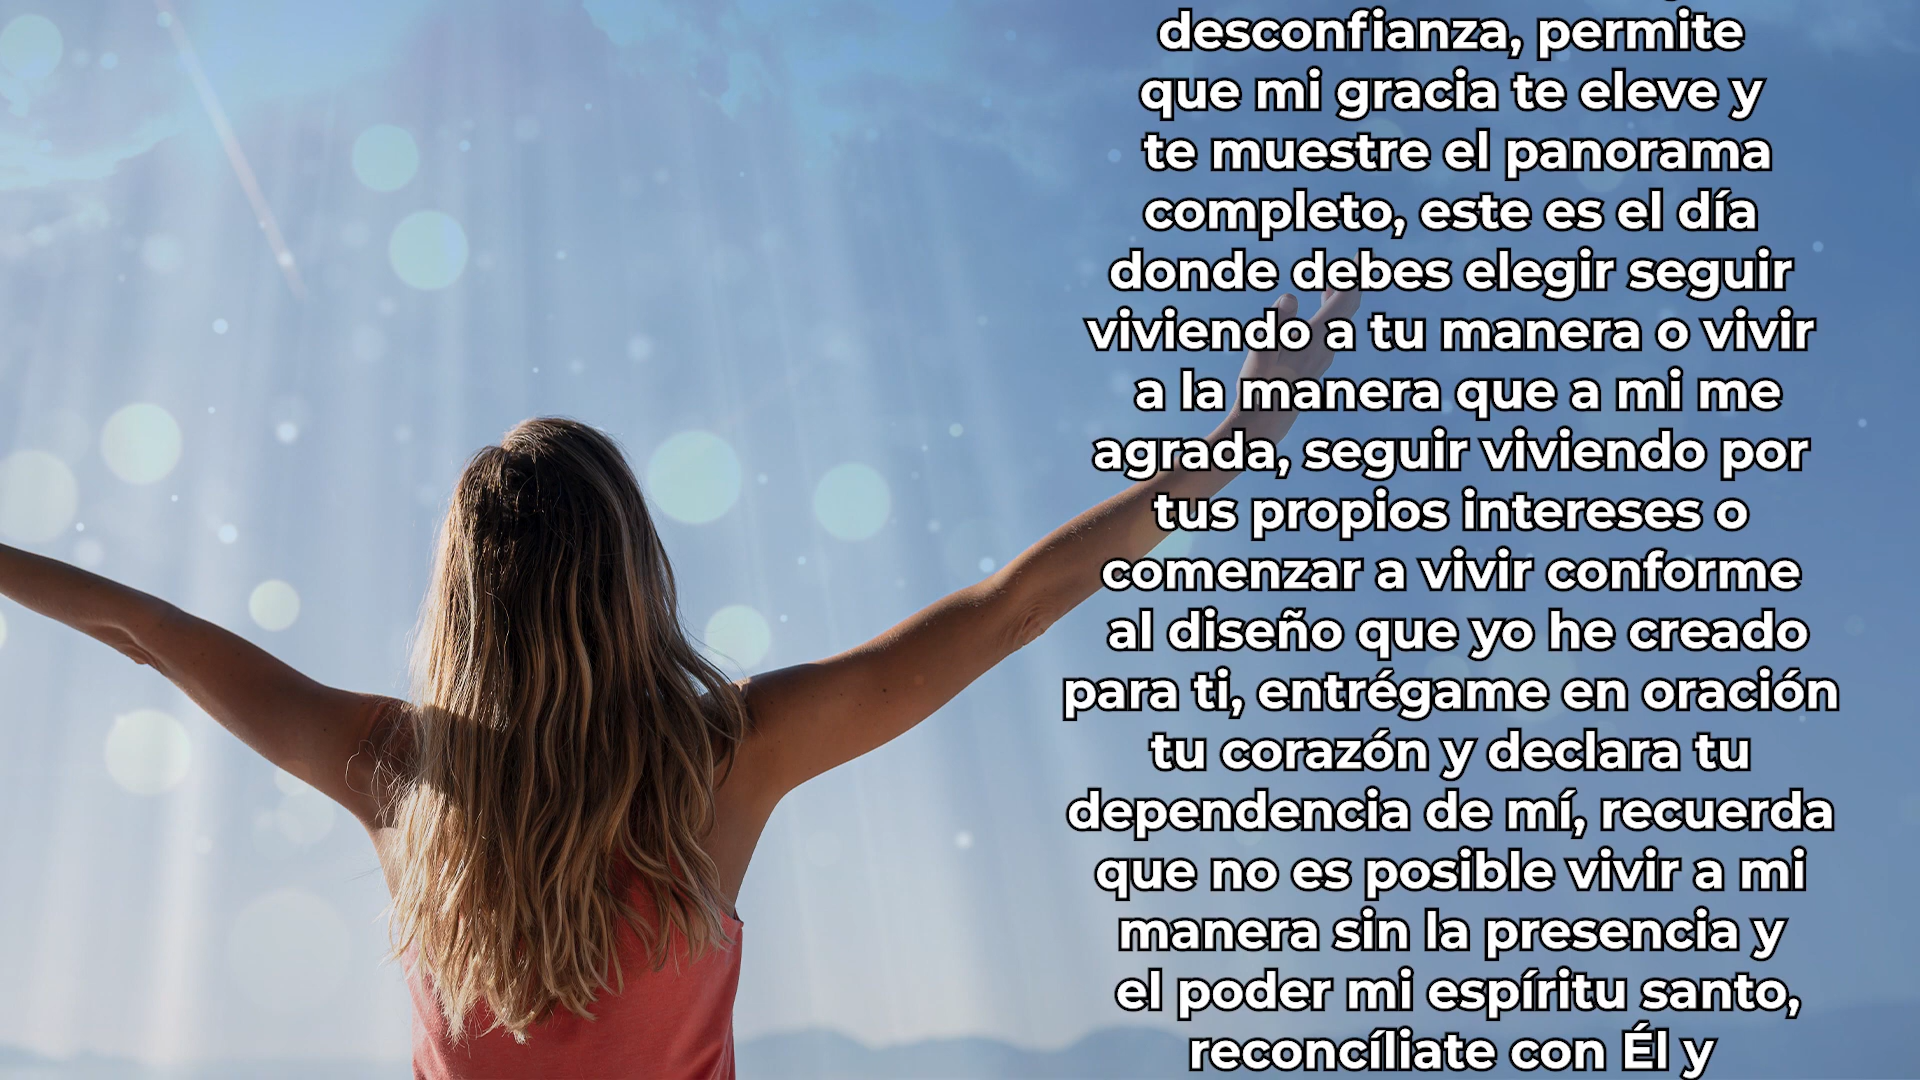 desconfianza, permite
que mi gracia te eleve y
te muestre el panorama
completo, este es el día
donde debes elegir seguir
viviendo a tu manera o vivir
a la manera que a mi me
agrada, seguir viviendo por
tus propios intereses o
comenzar a vivir conforme
al diseño que yo he creado
para ti, entrégame en oración
tu corazón y declara tu
dependencia de mí, recuerda
que no es posible vivir a mi
manera sin la presencia y
el poder mi espíritu santo,
reconcíliate con Él y